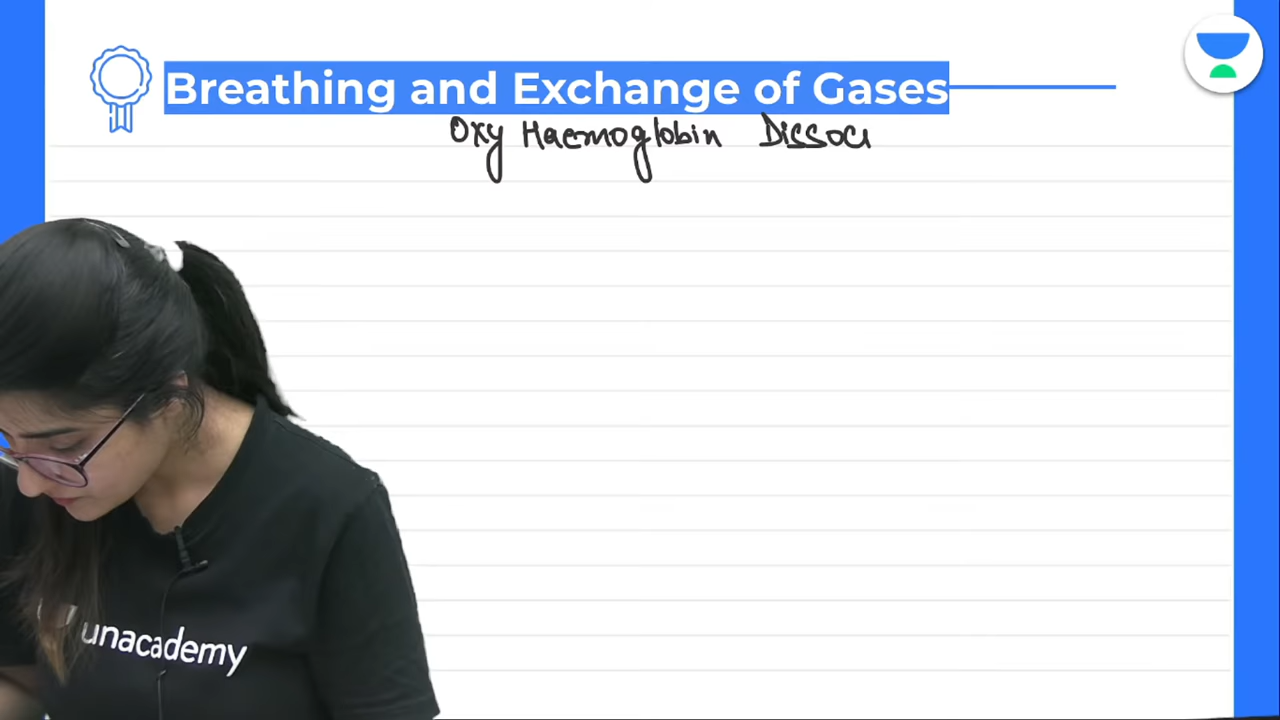 Breathing and Exchange of Gases
Oxy Haemoglobin Dissoci
unacademy